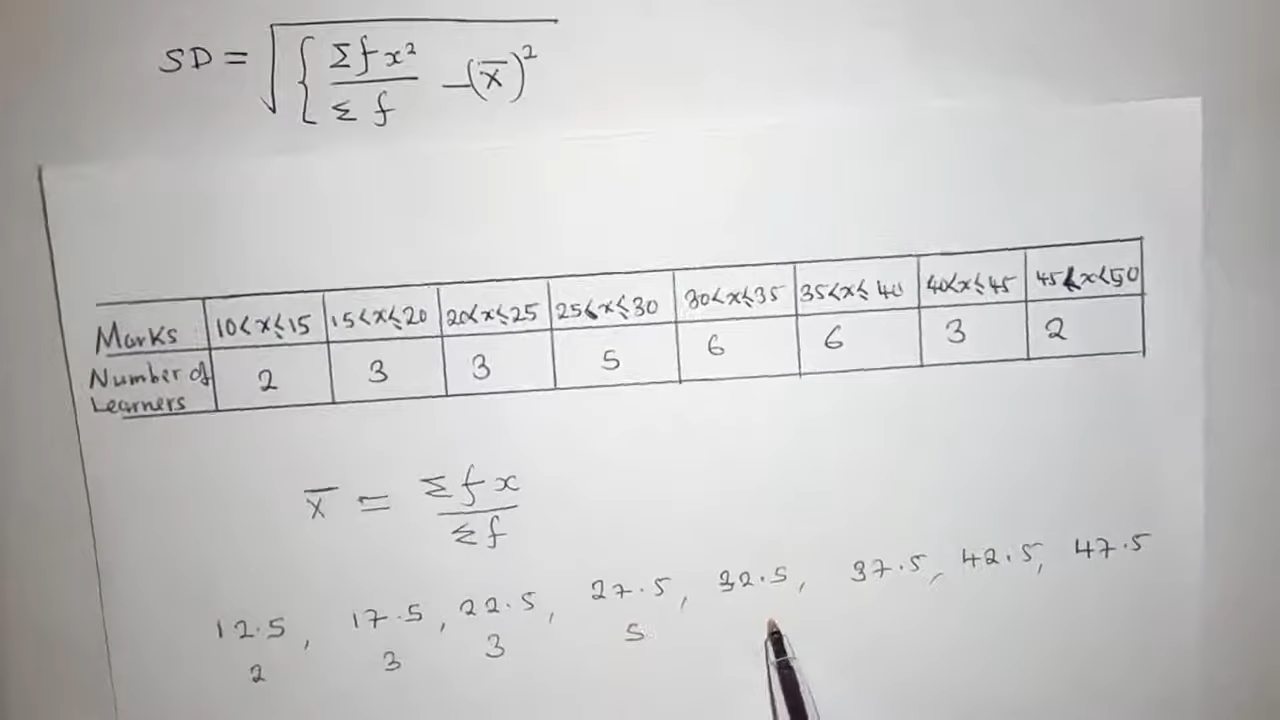 SD = √{ Σfx² / Σf – (x̄)²
Marks 10<x≤15 15<x≤20 20<x≤25 25<x≤30 30<x≤35 35<x≤40 40<x≤45 45<x<50
Number of Learners 2 3 3 5 6 6 3 2
x̄ = Σfx / Σf
12.5, 17.5, 22.5, 27.5, 32.5, 37.5, 42.5, 47.5
2 3 3 5